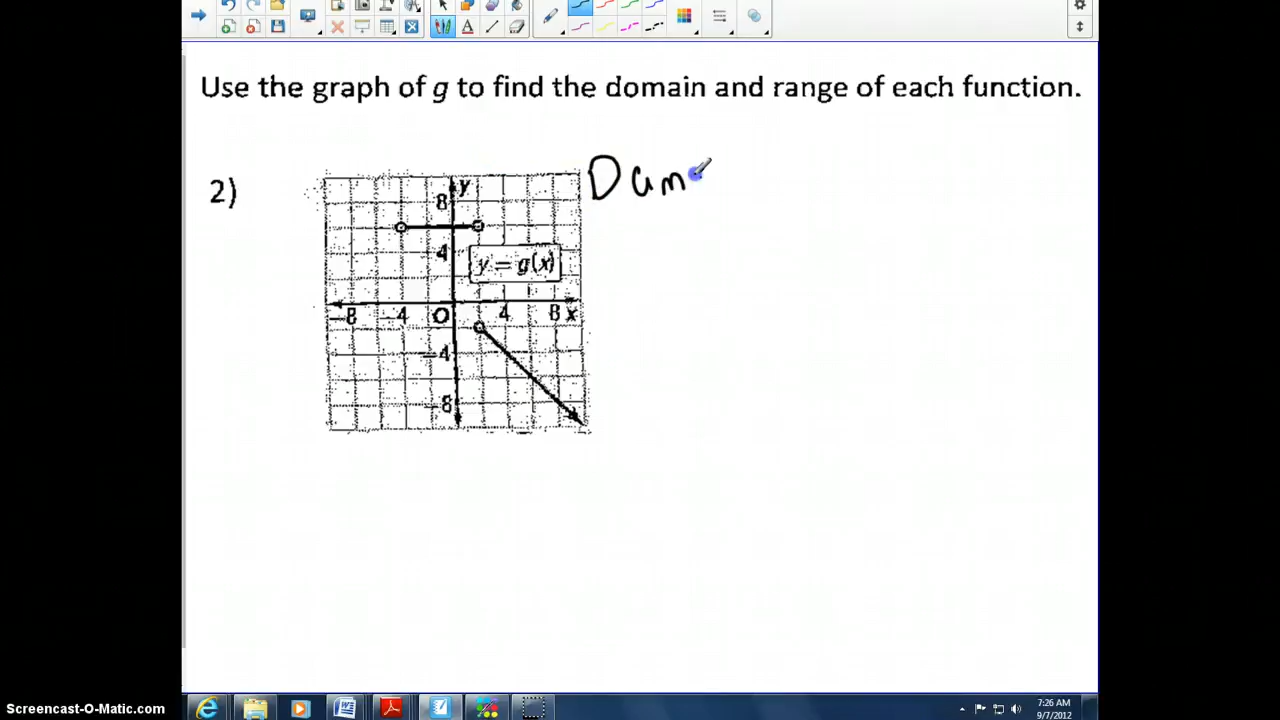 Use the graph of g to find the domain and range of each function.
2)
Dam
y
8
4
y = g(x)
-8 -4 O 4 8 x
-4
-8
Screencast-O-Matic.com
7:26 AM
9/7/2012